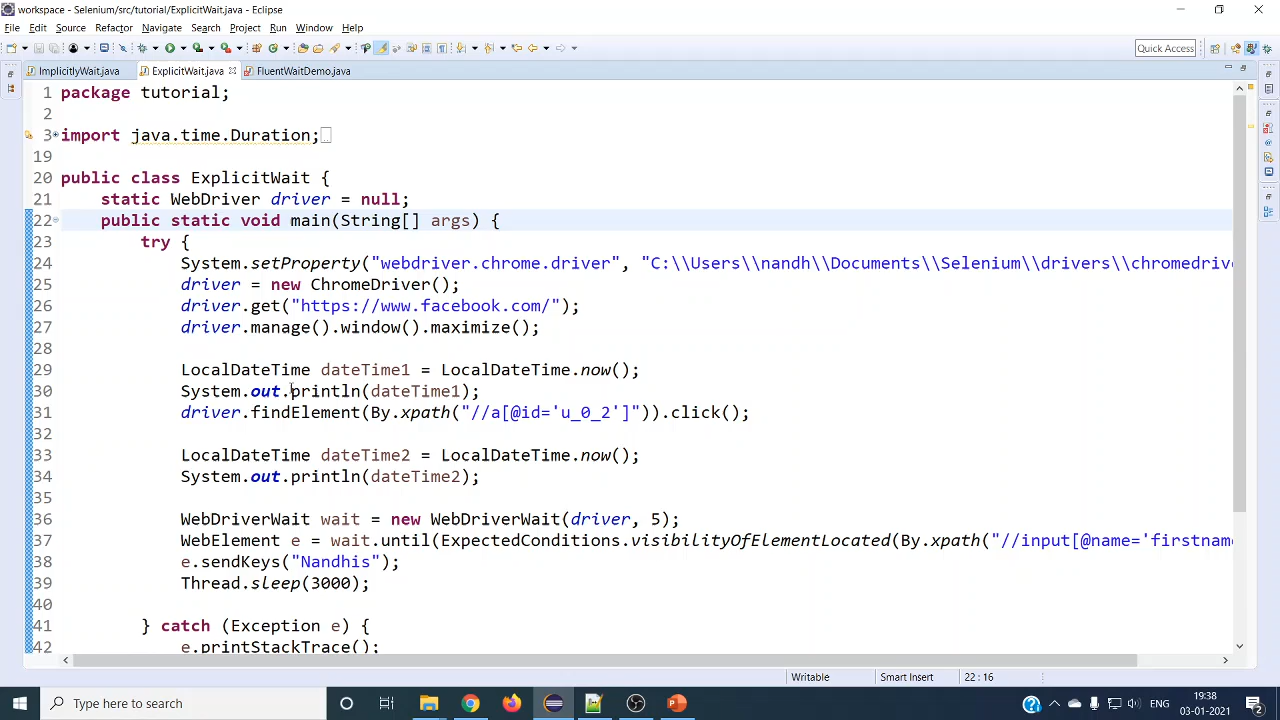 workspace - Selenium/src/tutorial/ExplicitWait.java - Eclipse
File Edit Source Refactor Navigate Search Project Run Window Help
Quick Access
ImplicitlyWait.java ExplicitWait.java FluentWaitDemo.java
1 package tutorial;
2
3 import java.time.Duration;
19
20 public class ExplicitWait {
21 static WebDriver driver = null;
22 public static void main(String[] args) {
23 try {
24 System.setProperty("webdriver.chrome.driver", "C:\\Users\\nandh\\Documents\\Selenium\\drivers\\chromedrive
25 driver = new ChromeDriver();
26 driver.get("https://www.facebook.com/");
27 driver.manage().window().maximize();
28
29 LocalDateTime dateTime1 = LocalDateTime.now();
30 System.out.println(dateTime1);
31 driver.findElement(By.xpath("//a[@id='u_0_2']")).click();
32
33 LocalDateTime dateTime2 = LocalDateTime.now();
34 System.out.println(dateTime2);
35
36 WebDriverWait wait = new WebDriverWait(driver, 5);
37 WebElement e = wait.until(ExpectedConditions.visibilityOfElementLocated(By.xpath("//input[@name='firstname
38 e.sendKeys("Nandhis");
39 Thread.sleep(3000);
40
41 } catch (Exception e) {
42 e.printStackTrace();
Writable Smart Insert 22 : 16
Type here to search
ENG
19:38
03-01-2021
2